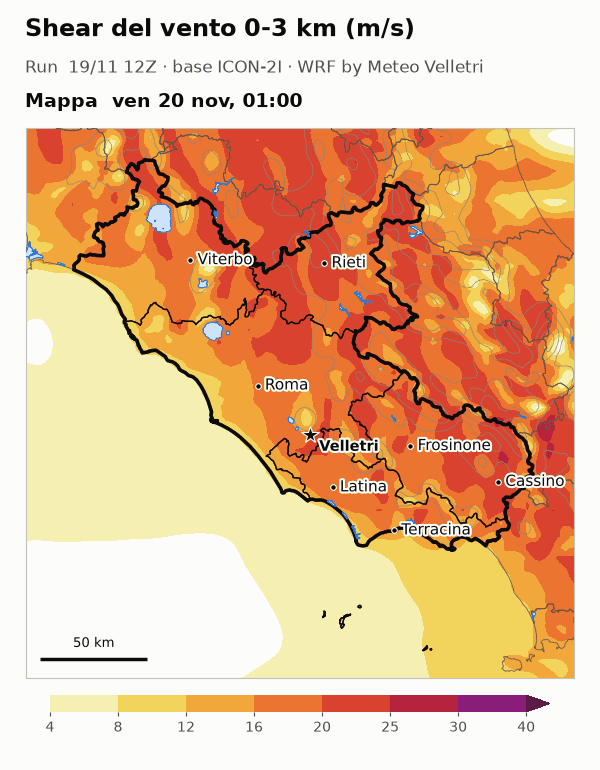 Shear del vento 0-3 km (m/s)
Run  19/11 12Z · base ICON-2I · WRF by Meteo Velletri
Mappa  ven 20 nov, 01:00
Viterbo
Rieti
Roma
Velletri
Frosinone
Latina
Cassino
Terracina
50 km
4 8 12 16 20 25 30 40